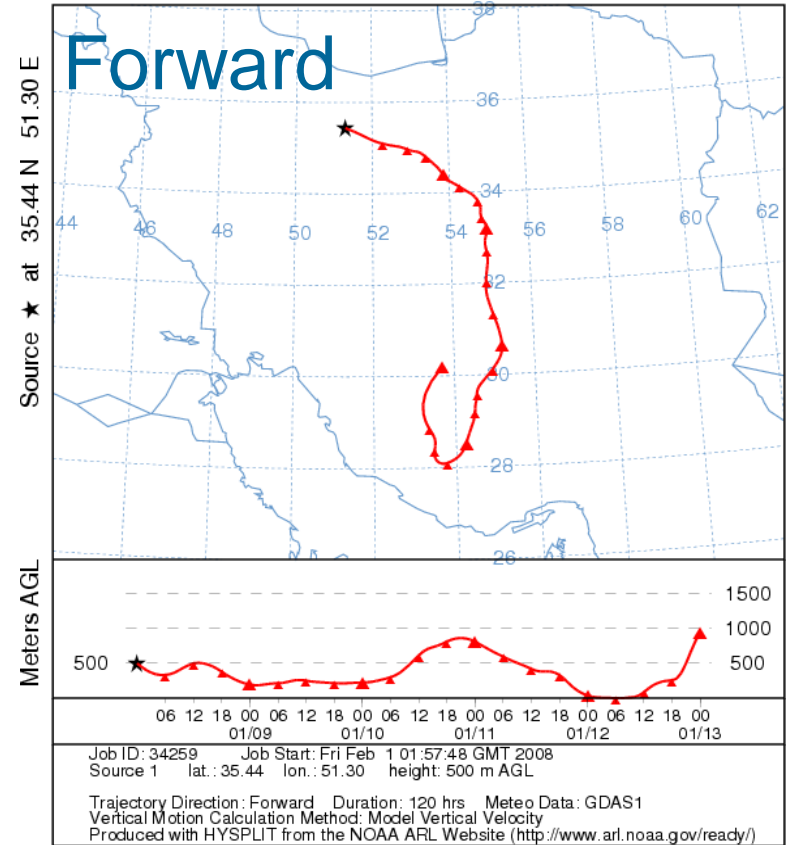 Forward
38
36
34
44 46 48 50 52 54 56 58 60 62
32
30
28
26
Source ★ at 35.44 N 51.30 E
Meters AGL
1500
1000
500 500
06 12 18 00 06 12 18 00 06 12 18 00 06 12 18 00 06 12 18 00
01/09 01/10 01/11 01/12 01/13
Job ID: 34259 Job Start: Fri Feb 1 01:57:48 GMT 2008
Source 1 lat.: 35.44 lon.: 51.30 height: 500 m AGL
Trajectory Direction: Forward Duration: 120 hrs Meteo Data: GDAS1
Vertical Motion Calculation Method: Model Vertical Velocity
Produced with HYSPLIT from the NOAA ARL Website (http://www.arl.noaa.gov/ready/)